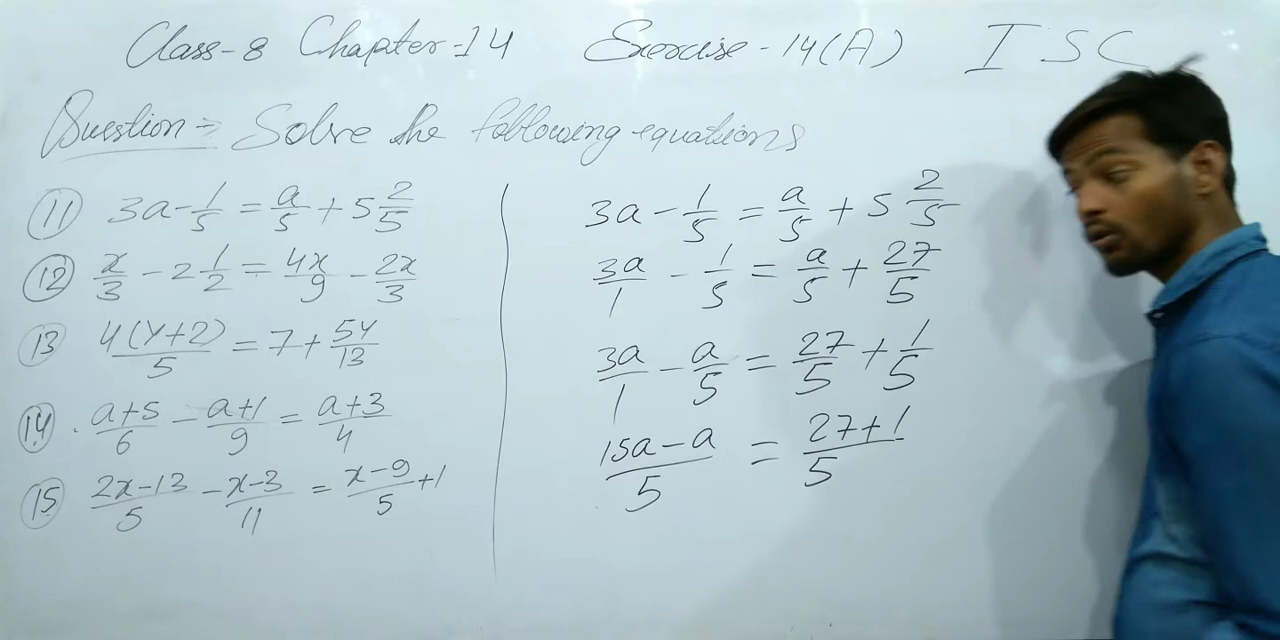 Class-8 Chapter-14 Exercise-14(A) ISC
Question ⇒ Solve the following equations
(11) 3a - 1/5 = a/5 + 5 2/5
(12) x/3 - 2 1/2 = 4x/9 - 2x/3
(13) 4(y+2)/5 = 7 + 5y/13
(14) a+5/6 - a+1/9 = a+3/4
(15) 2x-13/5 - x-3/11 = x-9/5 + 1
3a - 1/5 = a/5 + 5 2/5
3a/1 - 1/5 = a/5 + 27/5
3a/1 - a/5 = 27/5 + 1/5
15a-a/5 = 27+1/5